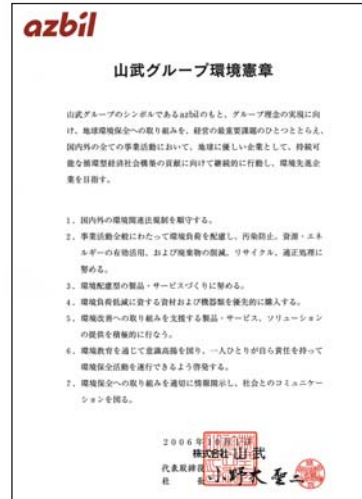 azbil
山武グループ環境憲章
山武グループのシンボルであるazbilのもと、グループ理念の実現に向
け、地球環境保全への取り組みを、経営の最重要課題のひとつととらえ、
国内外の全ての事業活動において、地球に優しい企業として、持続可
能な循環型経済社会構築の貢献に向けて継続的に行動し、環境先進企
業を目指す。
1. 国内外の環境関連法規制を順守する。
2. 事業活動全般にわたって環境負荷を配慮し、汚染防止、資源・エネ
ルギーの有効活用、および廃棄物の削減、リサイクル、適正処理に
努める。
3. 環境配慮型の製品・サービスづくりに努める。
4. 環境負荷低減に資する資材および機器類を優先的に購入する。
5. 環境改善への取り組みを支援する製品・サービス、ソリューション
の提供を積極的に行なう。
6. 環境教育を通じて意識高揚を図り、一人ひとりが自ら責任を持って
環境保全活動を遂行できるよう啓発する。
7. 環境保全への取り組みを適切に情報開示し、社会とのコミュニケー
ションを図る。
2006年10月1日
株式会社 山武
代表取締役
社 長 小野木聖二